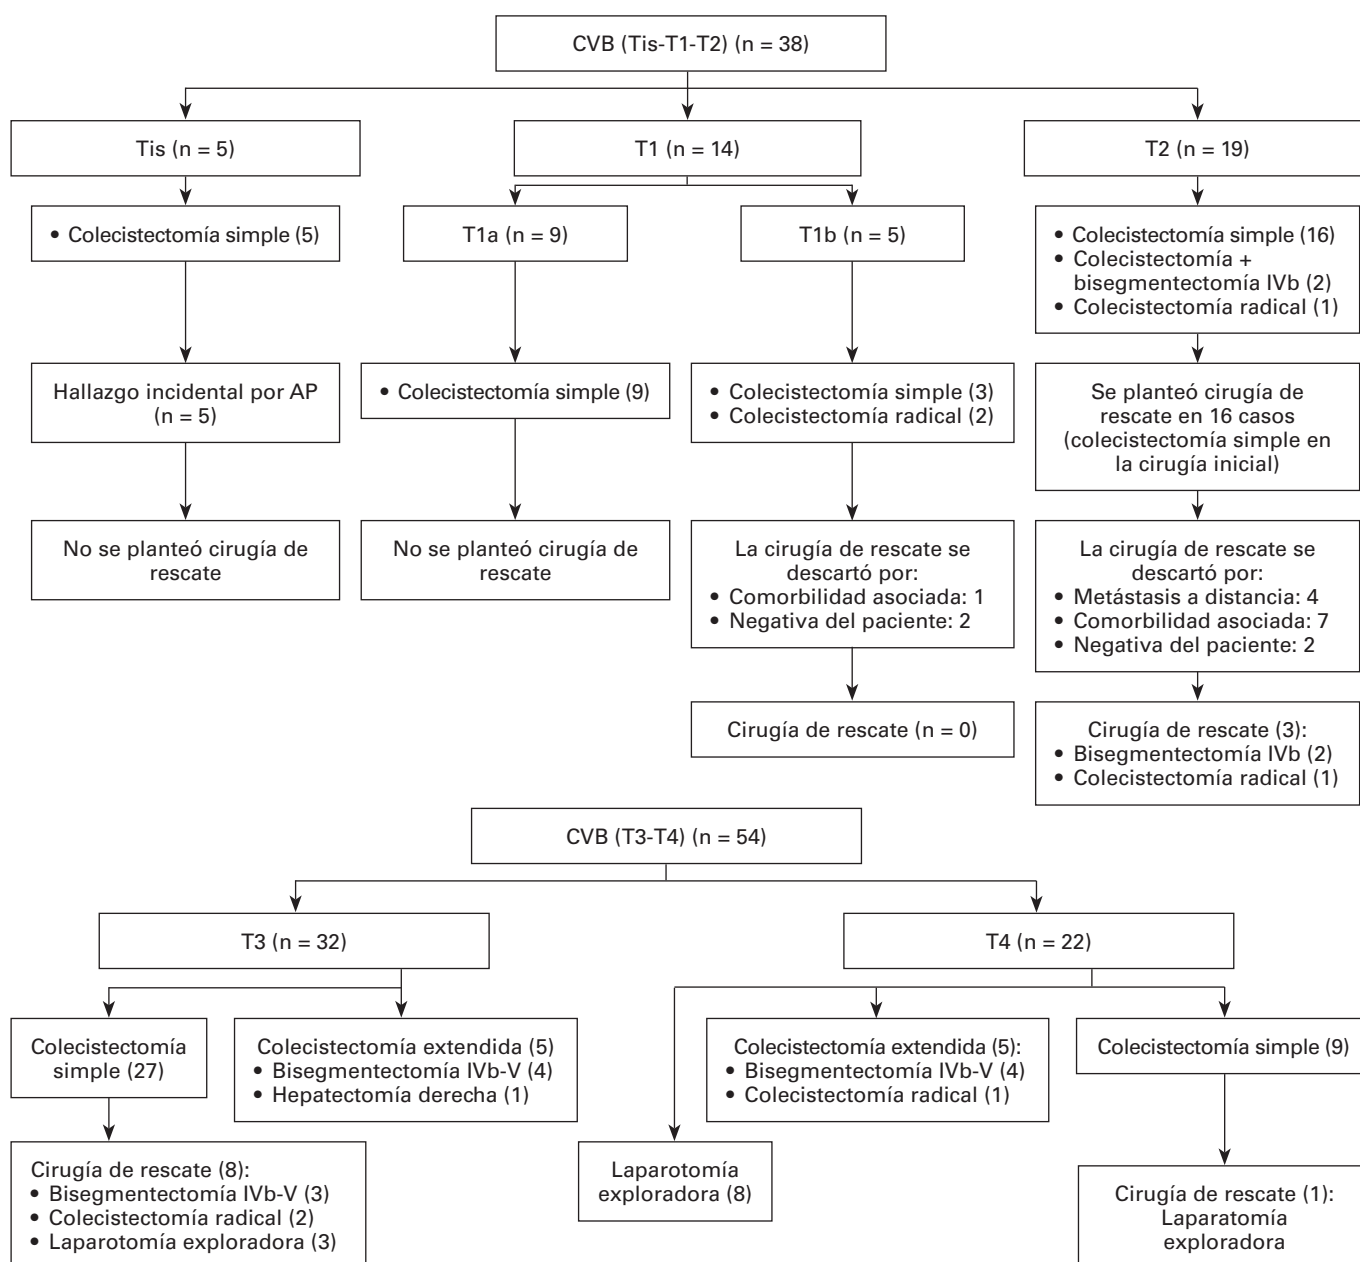 CVB (Tis-T1-T2) (n = 38)
Tis (n = 5)
T1 (n = 14)
T2 (n = 19)
• Colecistectomía simple (5)
T1a (n = 9)
T1b (n = 5)
• Colecistectomía simple (16)
• Colecistectomía +
bisegmentectomía IVb (2)
• Colecistectomía radical (1)
Hallazgo incidental por AP
(n = 5)
• Colecistectomía simple (9)
• Colecistectomía simple (3)
• Colecistectomía radical (2)
Se planteó cirugía de
rescate en 16 casos
(colecistectomía simple en
la cirugía inicial)
No se planteó cirugía de
rescate
No se planteó cirugía de
rescate
La cirugía de rescate se
descartó por:
• Comorbilidad asociada: 1
• Negativa del paciente: 2
La cirugía de rescate se
descartó por:
• Metástasis a distancia: 4
• Comorbilidad asociada: 7
• Negativa del paciente: 2
Cirugía de rescate (n = 0)
Cirugía de rescate (3):
• Bisegmentectomía IVb (2)
• Colecistectomía radical (1)
CVB (T3-T4) (n = 54)
T3 (n = 32)
T4 (n = 22)
Colecistectomía
simple (27)
Colecistectomía extendida (5)
• Bisegmentectomía IVb-V (4)
• Hepatectomía derecha (1)
Colecistectomía extendida (5):
• Bisegmentectomía IVb-V (4)
• Colecistectomía radical (1)
Colecistectomía simple (9)
Cirugía de rescate (8):
• Bisegmentectomía IVb-V (3)
• Colecistectomía radical (2)
• Laparotomía exploradora (3)
Laparotomía
exploradora (8)
Cirugía de rescate (1):
Laparatomía
exploradora